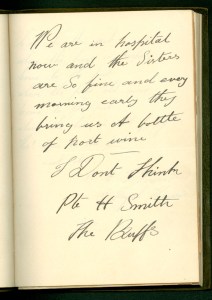 We are in hospital
now and the Sisters
are So fine and every
morning early they
bring us A bottle
of Port wine
I Dont Think
Pte H Smith
The Buffs